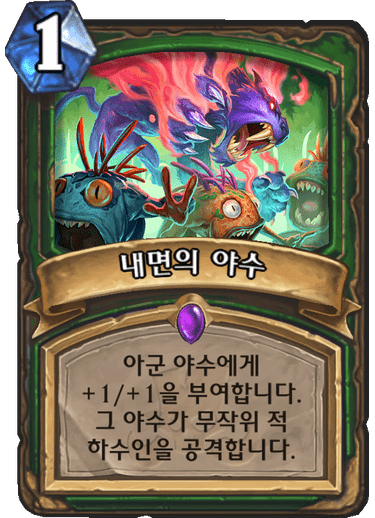 1
내면의 야수
아군 야수에게
+1/+1을 부여합니다.
그 야수가 무작위 적
하수인을 공격합니다.